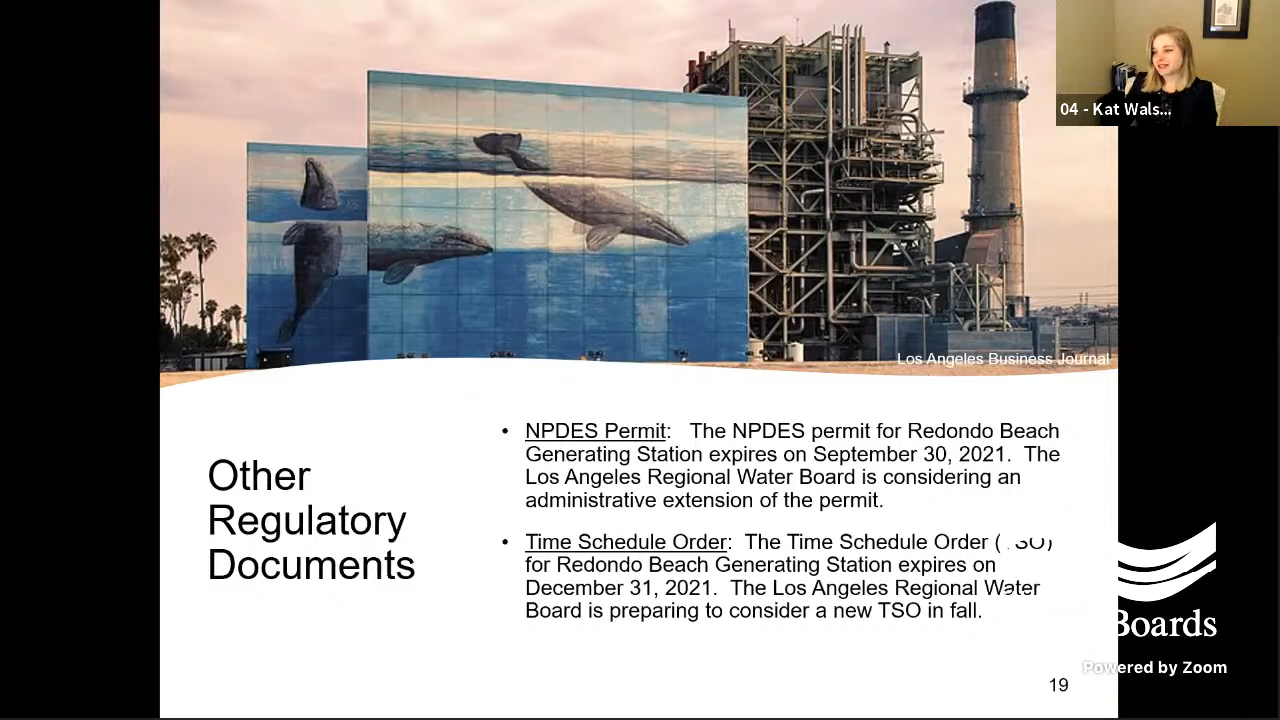 04 - Kat Wals...
Los Angeles Business Journal
Other
Regulatory
Documents
• NPDES Permit: The NPDES permit for Redondo Beach
Generating Station expires on September 30, 2021. The
Los Angeles Regional Water Board is considering an
administrative extension of the permit.
• Time Schedule Order: The Time Schedule Order ( SO)
for Redondo Beach Generating Station expires on
December 31, 2021. The Los Angeles Regional Water
Board is preparing to consider a new TSO in fall.
Boards
Powered by Zoom
19